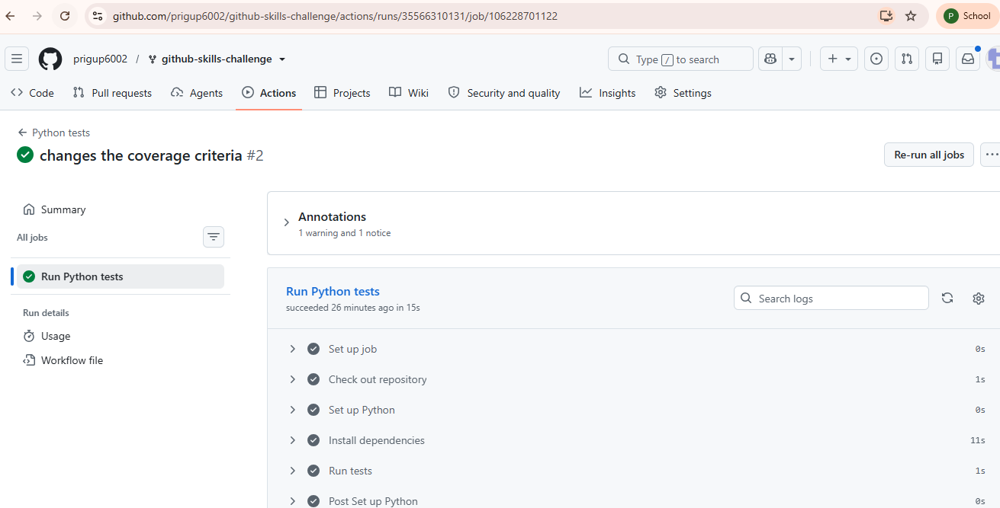 github.com/prigup6002/github-skills-challenge/actions/runs/35566310131/job/106228701122
P School
prigup6002 / github-skills-challenge
Type / to search
Code Pull requests Agents Actions Projects Wiki Security and quality Insights Settings
Python tests
changes the coverage criteria #2
Re-run all jobs
Summary
All jobs
Run Python tests
Run details
Usage
Workflow file
Annotations
1 warning and 1 notice
Run Python tests
succeeded 26 minutes ago in 15s
Search logs
Set up job 0s
Check out repository 1s
Set up Python 0s
Install dependencies 11s
Run tests 1s
Post Set up Python 0s